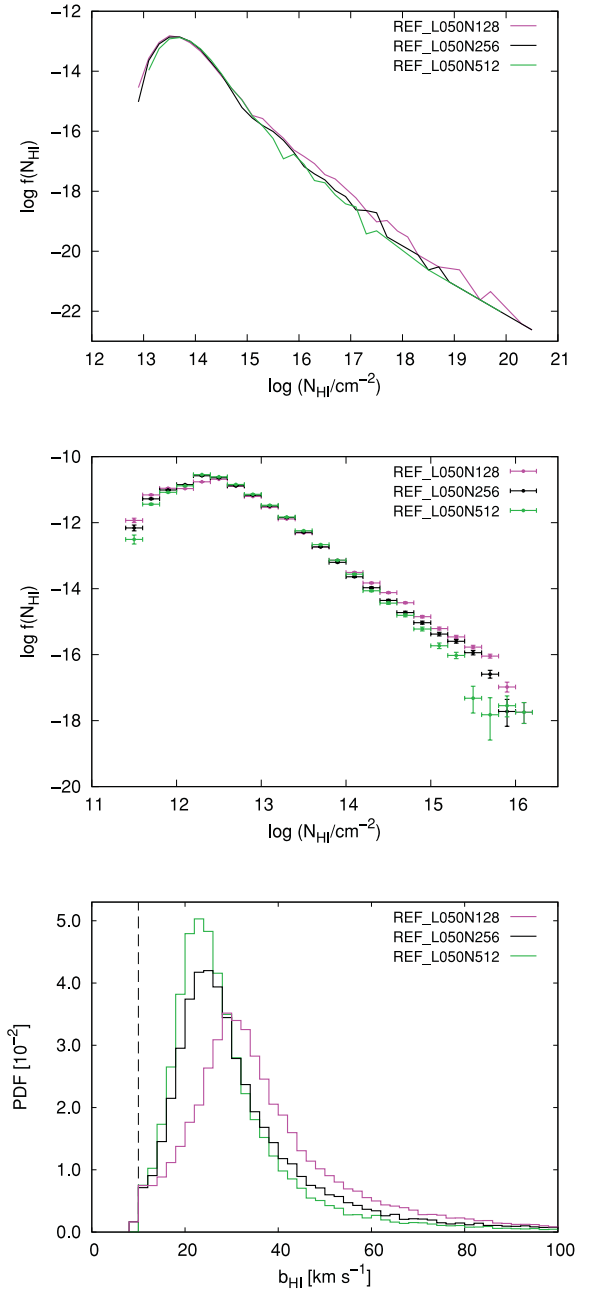 −12
−14
−16
−18
−20
−22
log f(N_HI)
12 13 14 15 16 17 18 19 20 21
log (N_HI/cm⁻²)
REF_L050N128
REF_L050N256
REF_L050N512
−10
−12
−14
−16
−18
−20
log f(N_HI)
11 12 13 14 15 16
log (N_HI/cm⁻²)
REF_L050N128
REF_L050N256
REF_L050N512
5.0
4.0
3.0
2.0
1.0
0.0
PDF [10⁻²]
0 20 40 60 80 100
b_HI [km s⁻¹]
REF_L050N128
REF_L050N256
REF_L050N512